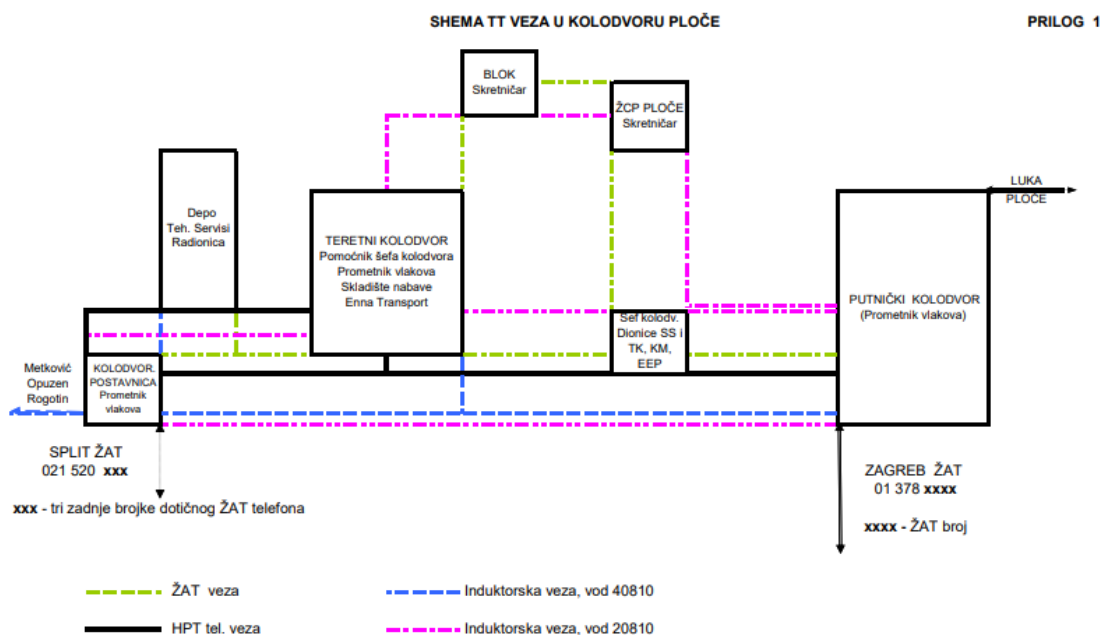 SHEMA TT VEZA U KOLODVORU PLOČE
PRILOG 1
BLOK
Skretničar
ŽCP PLOČE
Skretničar
LUKA
PLOČE
Depo
Teh. Servisi
Radionica
TERETNI KOLODVOR
Pomoćnik šefa kolodvora
Prometnik vlakova
Skladište nabave
Enna Transport
PUTNIČKI KOLODVOR
(Prometnik vlakova)
Šef kolodv.
Dionice SS i
TK, KM,
EEP
Metković
Opuzen
Rogotin
KOLODVOR.
POSTAVNICA
Prometnik
vlakova
SPLIT ŽAT
021 520 xxx
xxx - tri zadnje brojke dotičnog ŽAT telefona
ZAGREB ŽAT
01 378 xxxx
xxxx - ŽAT broj
ŽAT veza
Induktorska veza, vod 40810
HPT tel. veza
Induktorska veza, vod 20810